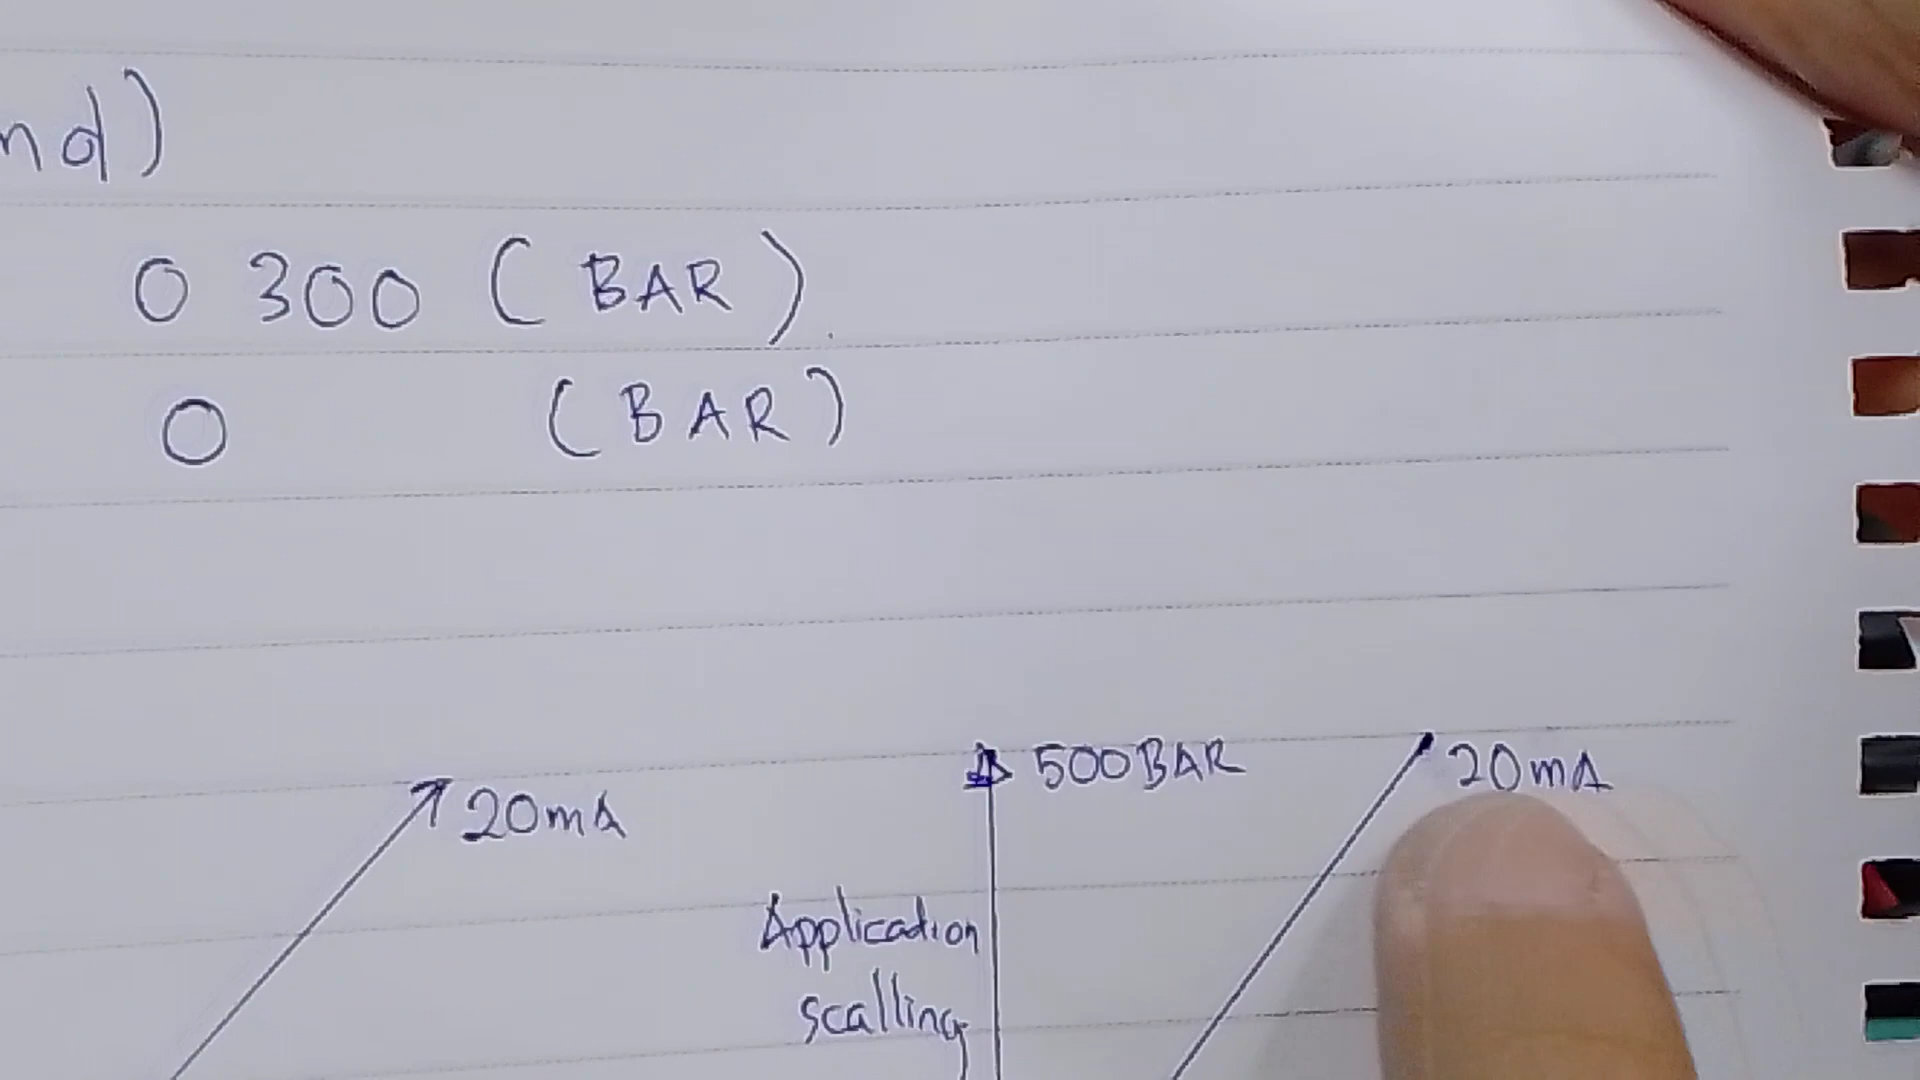 nd)
0 300 (BAR).
0 (BAR)
20mA
500BAR
20mA
Application
scalling